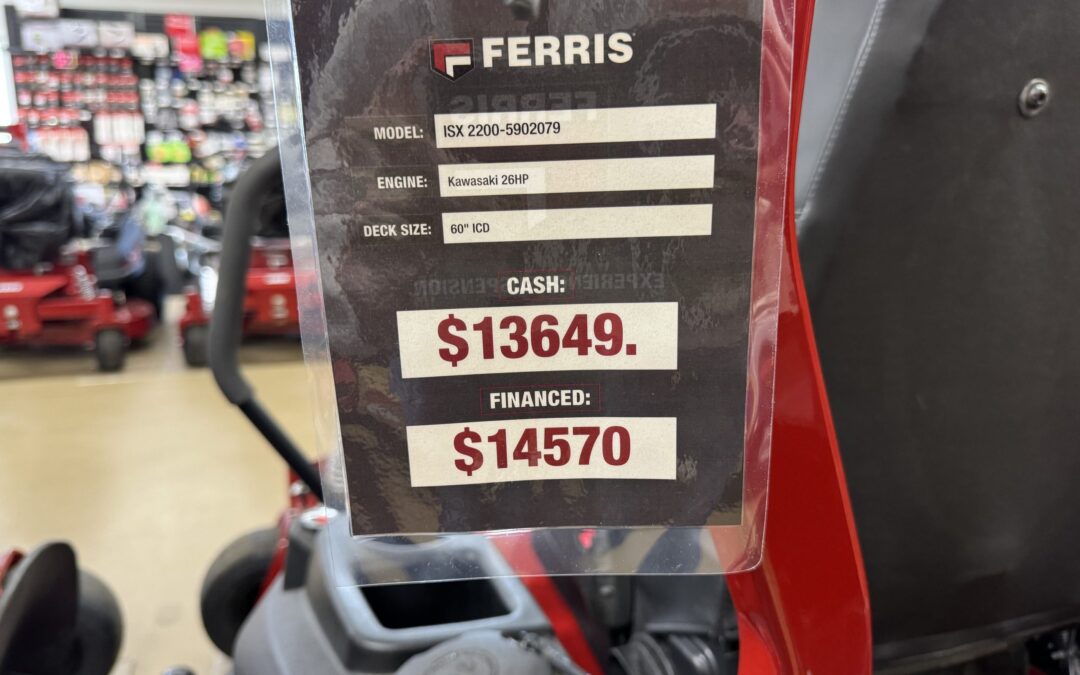 FERRIS
MODEL: ISX 2200-5902079
ENGINE: Kawasaki 26HP
DECK SIZE: 60" ICD
CASH:
$13649.
FINANCED:
$14570